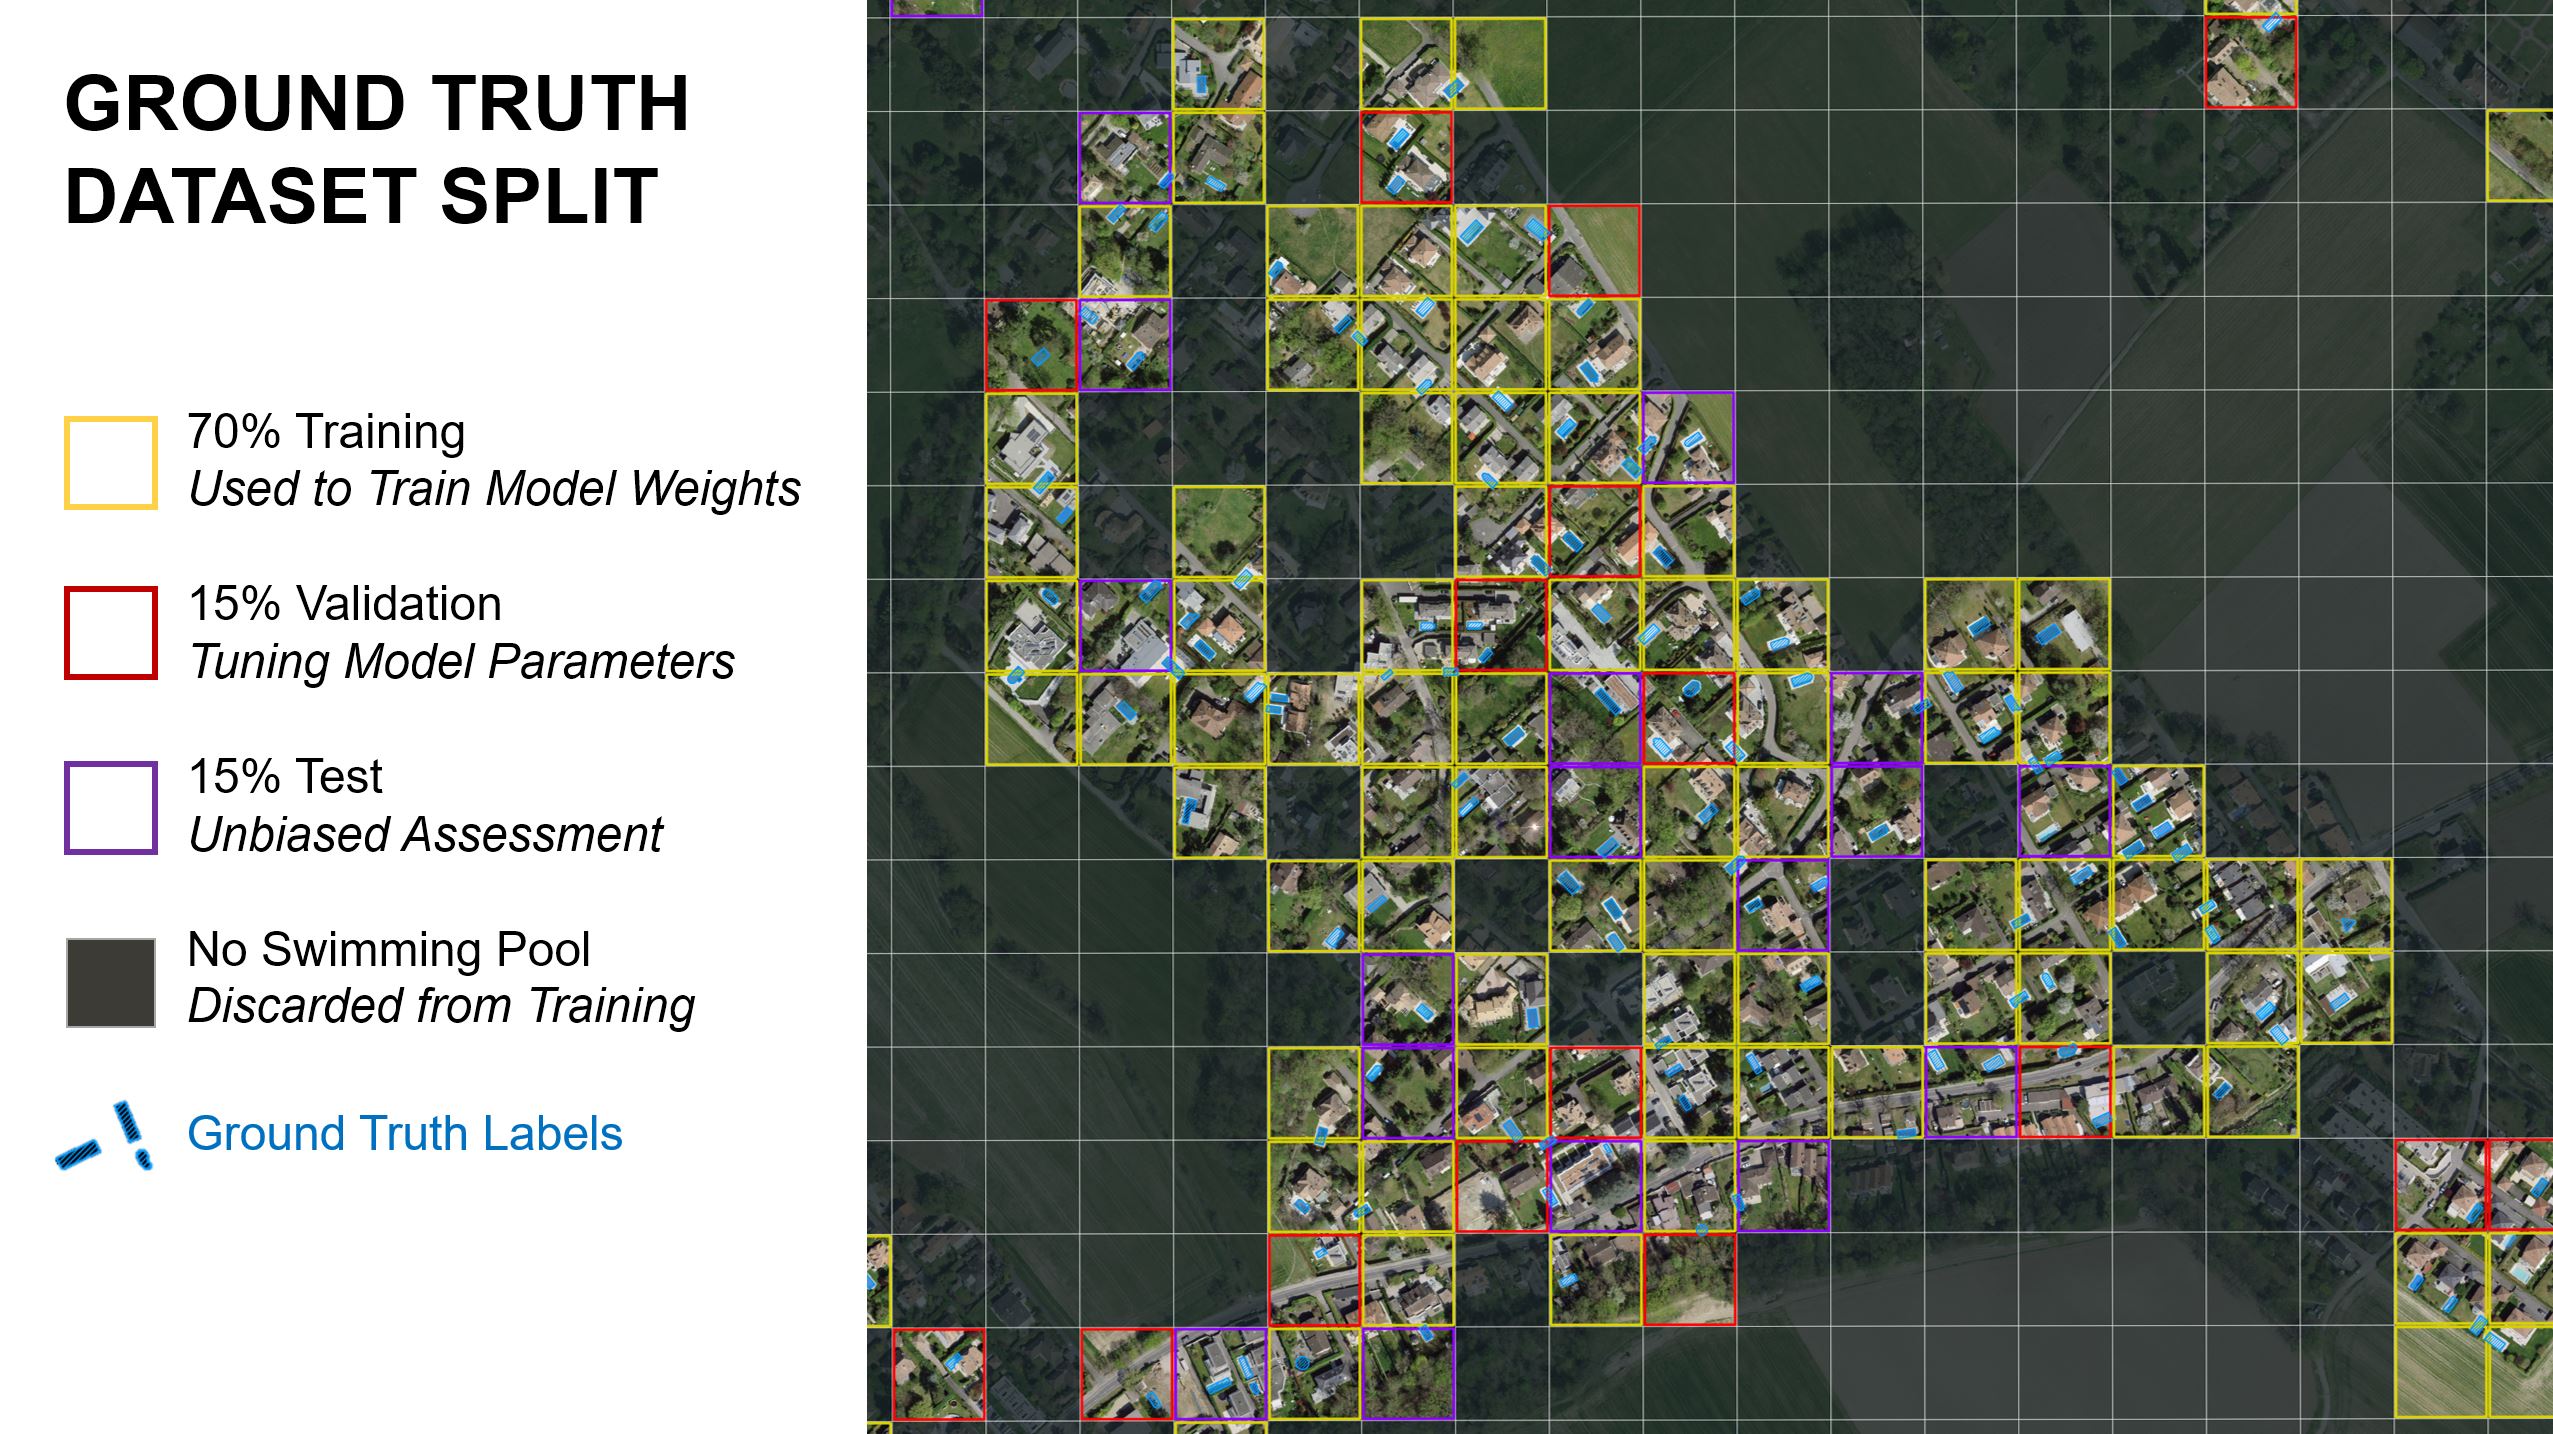 GROUND TRUTH
DATASET SPLIT
70% Training
Used to Train Model Weights
15% Validation
Tuning Model Parameters
15% Test
Unbiased Assessment
No Swimming Pool
Discarded from Training
Ground Truth Labels